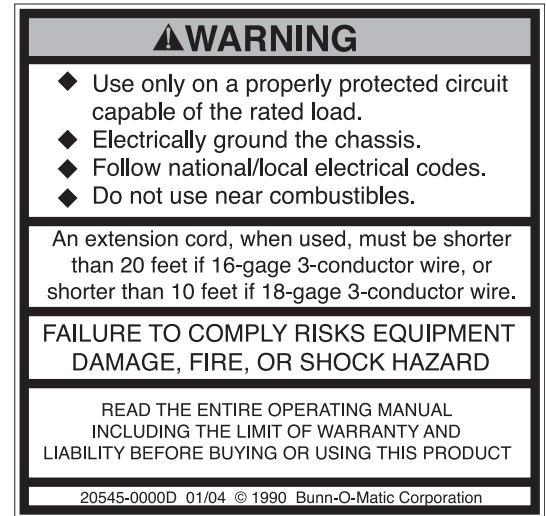 WARNING
Use only on a properly protected circuit
capable of the rated load.
Electrically ground the chassis.
Follow national/local electrical codes.
Do not use near combustibles.
An extension cord, when used, must be shorter
than 20 feet if 16-gage 3-conductor wire, or
shorter than 10 feet if 18-gage 3-conductor wire.
FAILURE TO COMPLY RISKS EQUIPMENT
DAMAGE, FIRE, OR SHOCK HAZARD
READ THE ENTIRE OPERATING MANUAL
INCLUDING THE LIMIT OF WARRANTY AND
LIABILITY BEFORE BUYING OR USING THIS PRODUCT
20545-0000D 01/04 © 1990 Bunn-O-Matic Corporation